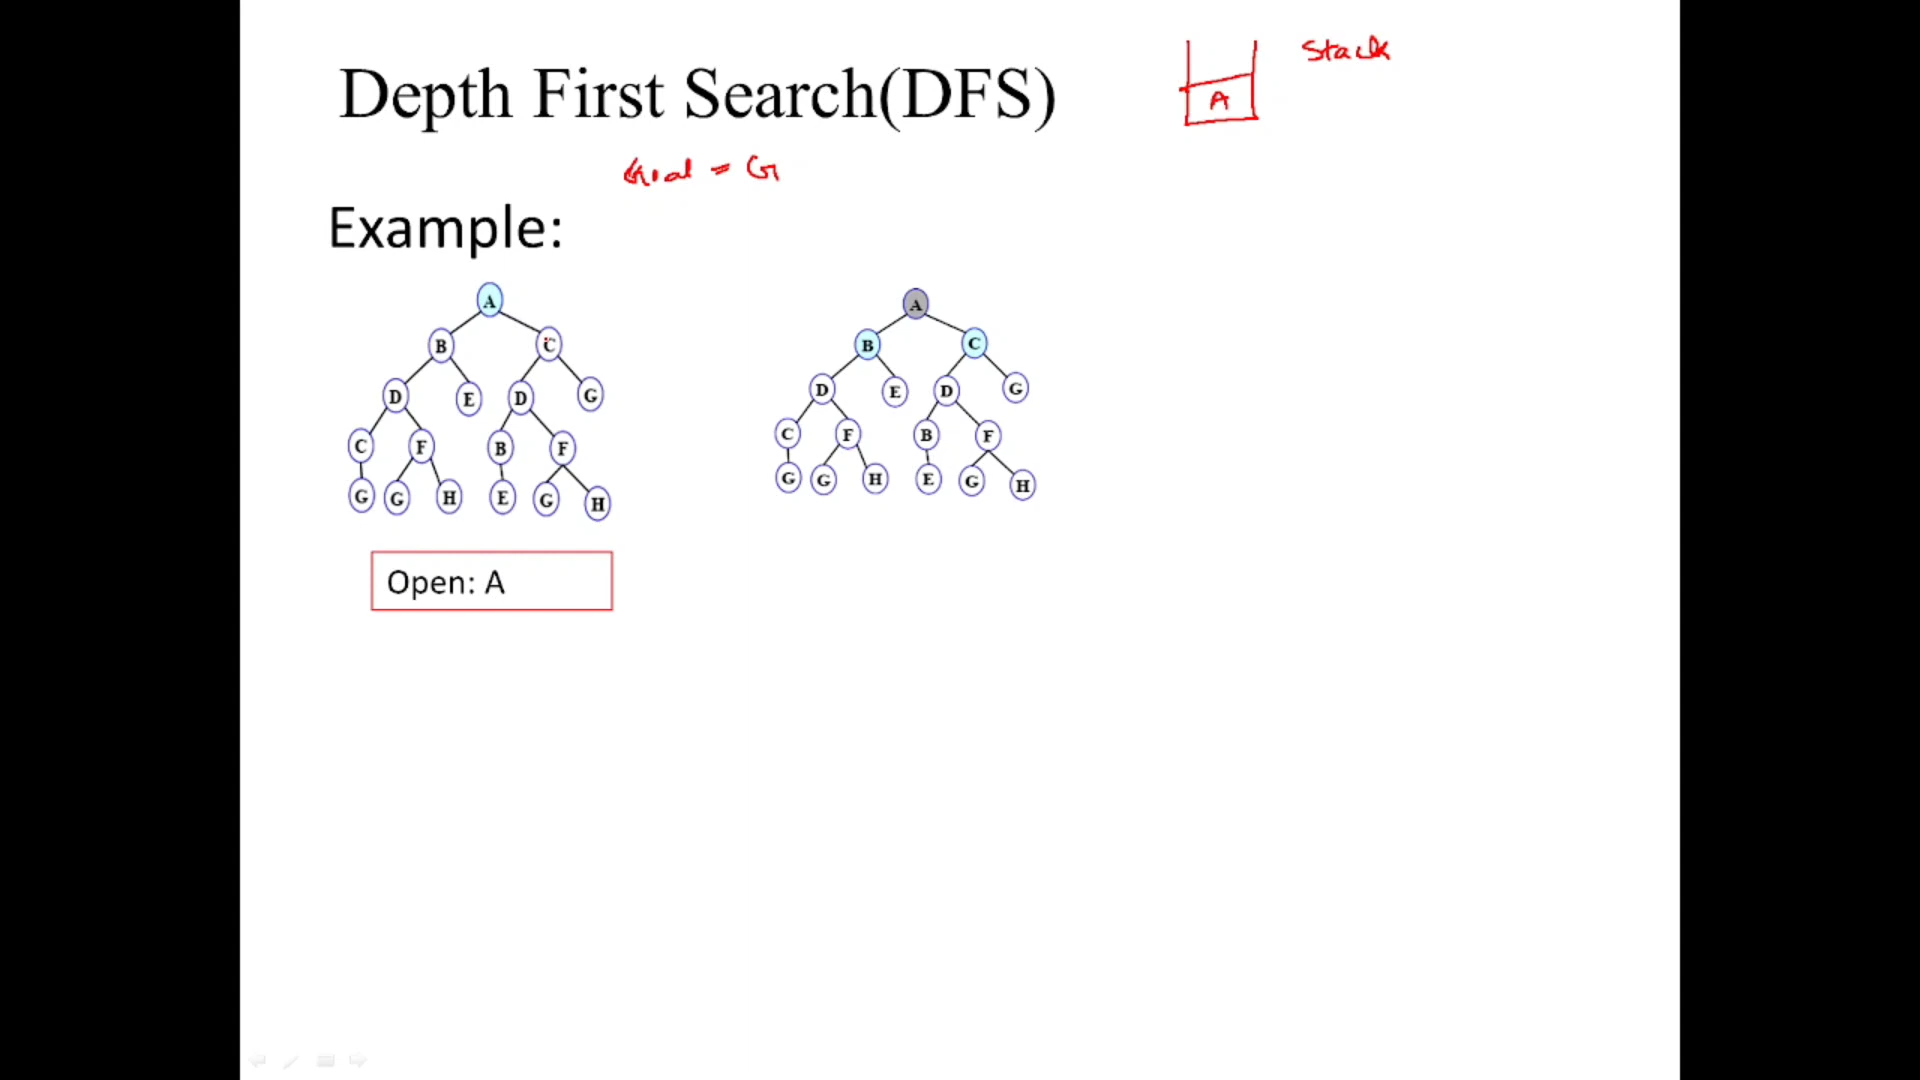 Depth First Search(DFS)
Stack
A
Goal = G
Example:
A
B C
D E D G
C F B F
G G H E G H
A
B C
D E D G
C F B F
G G H E G H
Open: A